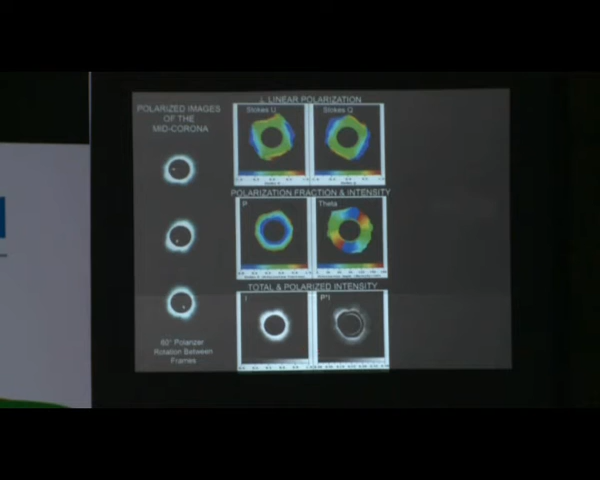 POLARIZED IMAGES
OF THE
MID-CORONA
60° Polarizer
Rotation Between
Frames
LINEAR POLARIZATION
Stokes U
Stokes Q
POLARIZATION FRACTION & INTENSITY
P
Theta
TOTAL & POLARIZED INTENSITY
I
P*I